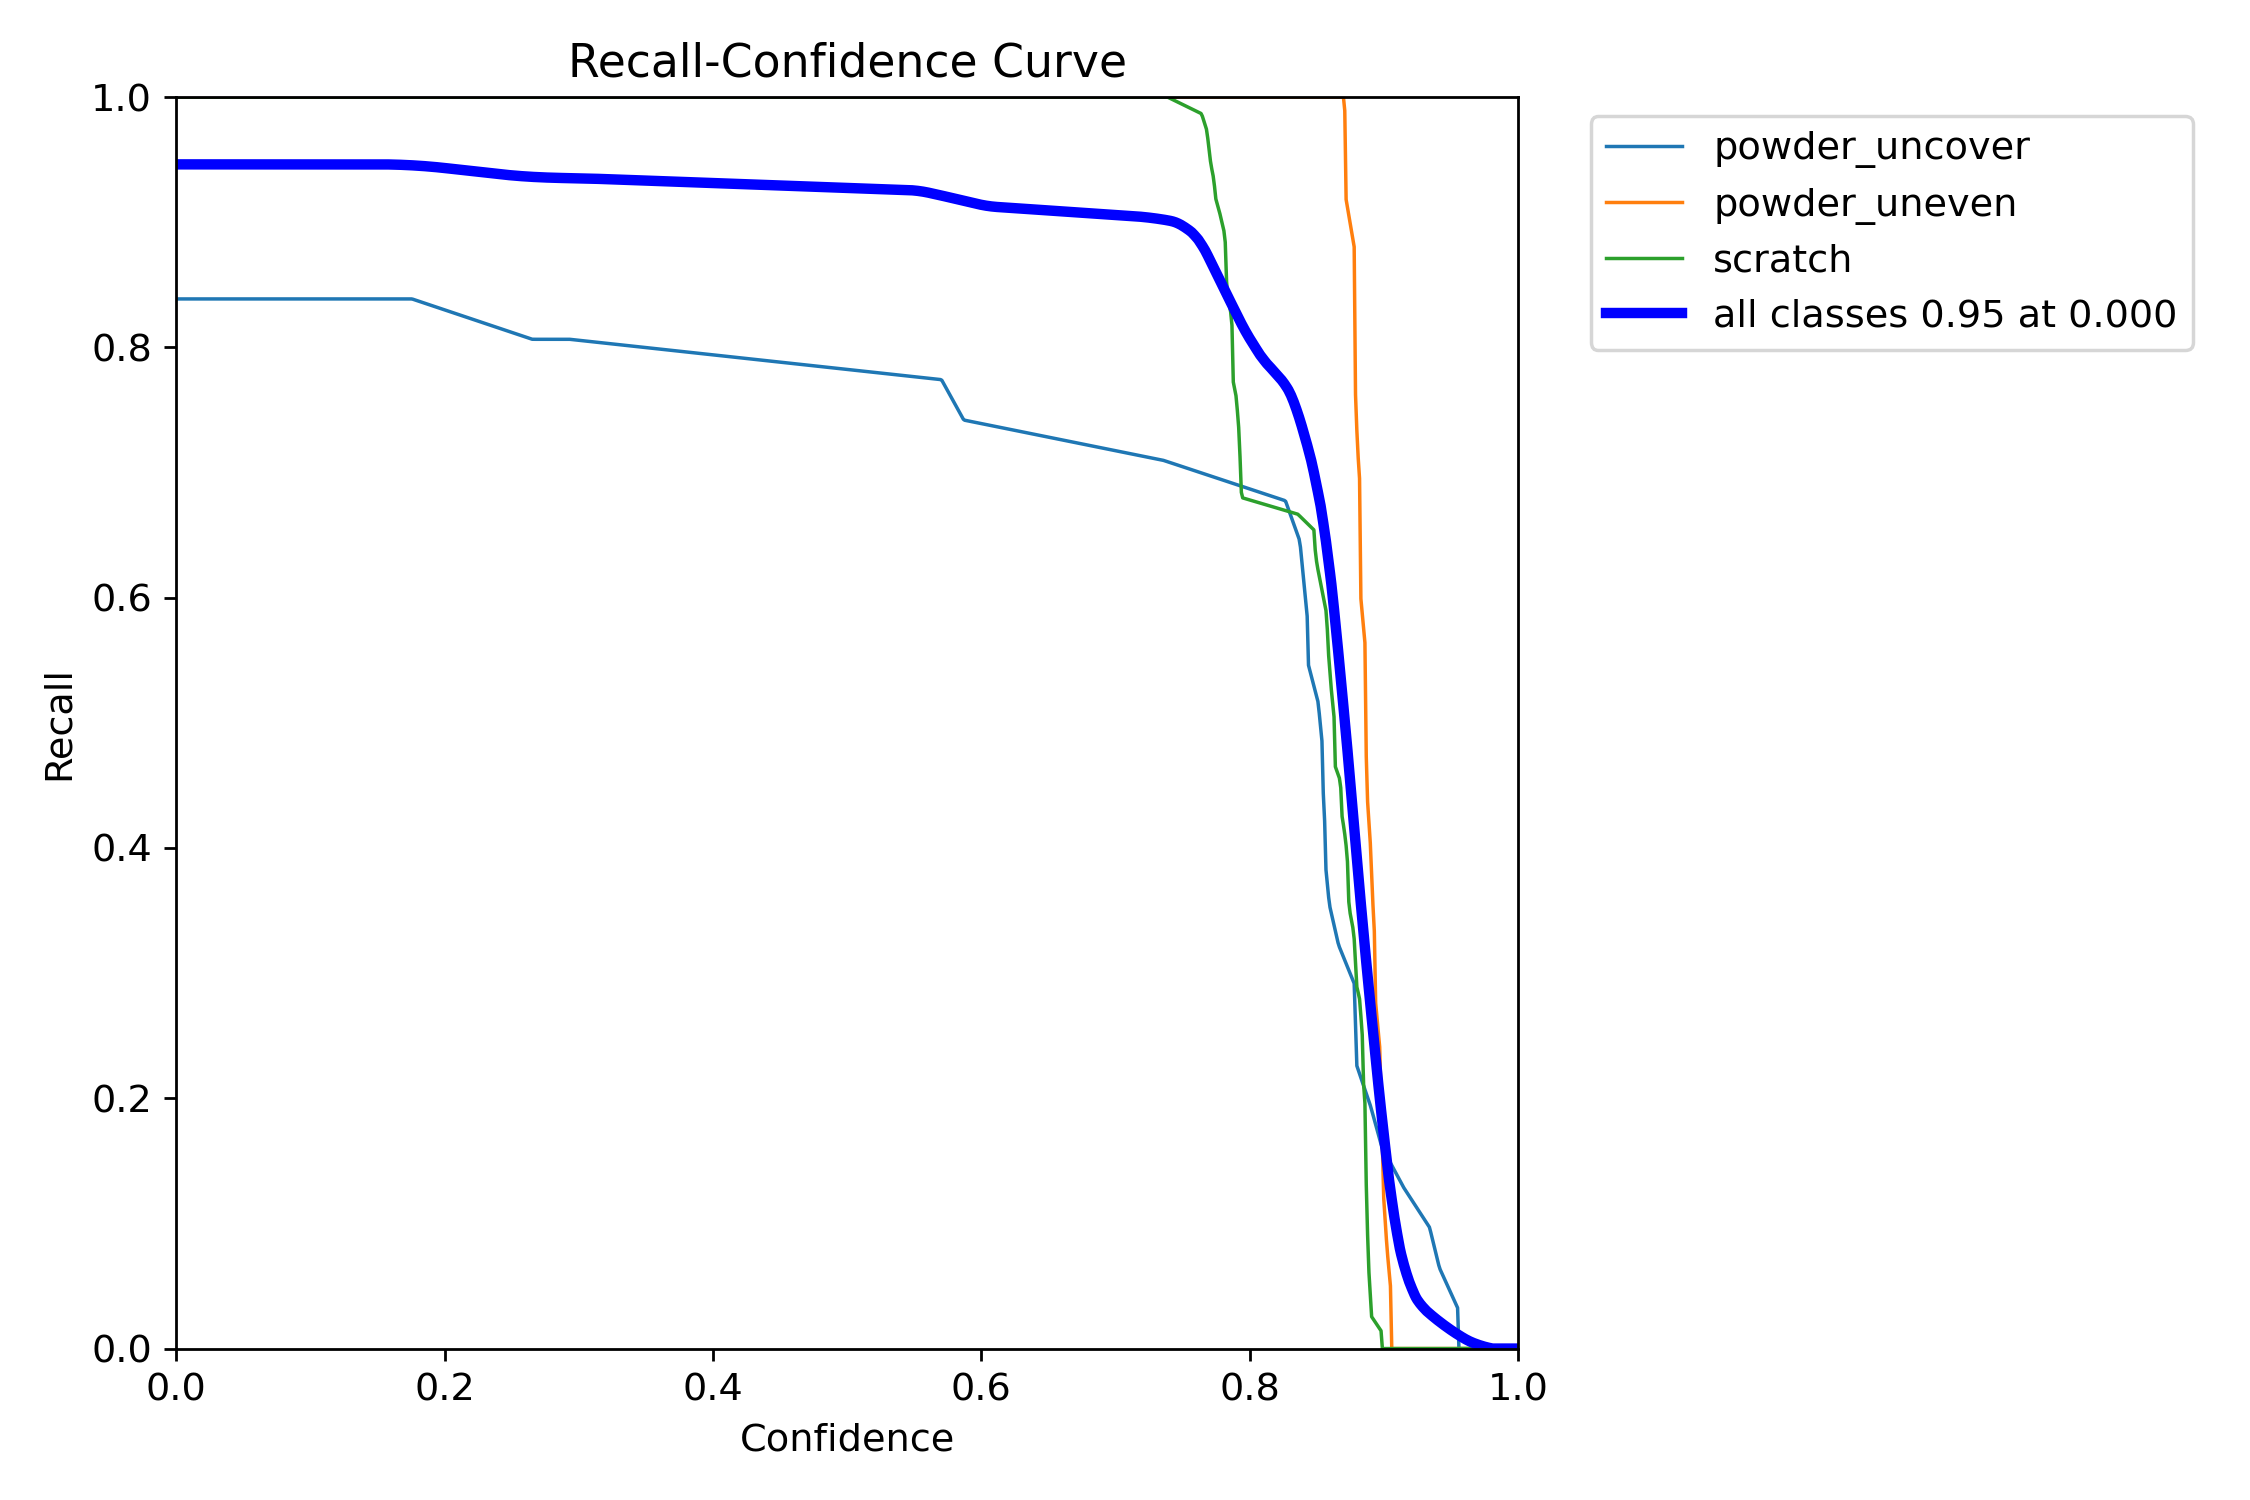 Recall-Confidence Curve
1.0
0.8
0.6
0.4
0.2
0.0
Recall
0.0 0.2 0.4 0.6 0.8 1.0
Confidence
powder_uncover
powder_uneven
scratch
all classes 0.95 at 0.000